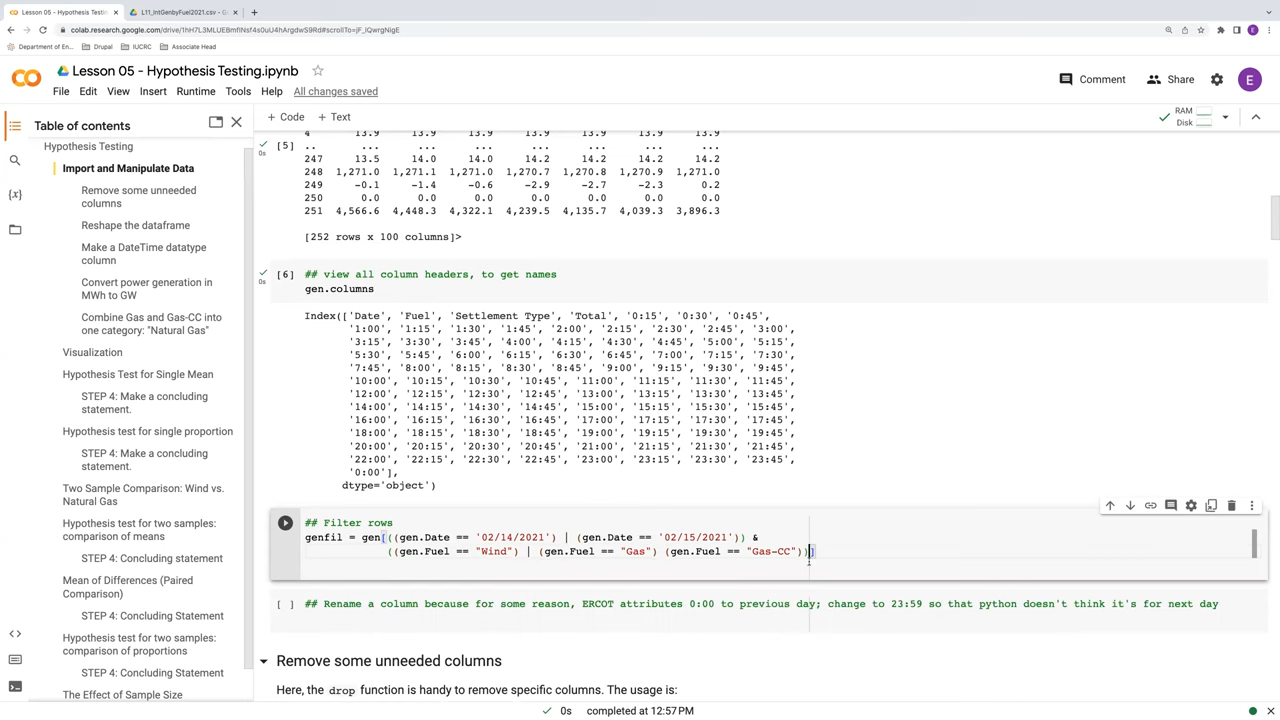 Lesson 05 - Hypothesis Testing.ip
L11_IntGenbyFuel2021.csv -
colab.research.google.com/drive/1hH7L3MLUEBmflNsf4s0uU4hArgdwS9Rd#scrollTo=jF_lQwrgNigE
Department of En... Drupal IUCRC Associate Head
Lesson 05 - Hypothesis Testing.ipynb
File Edit View Insert Runtime Tools Help All changes saved
Comment Share E
Table of contents
+ Code + Text
RAM
Disk
Hypothesis Testing
Import and Manipulate Data
Remove some unneeded
columns
Reshape the dataframe
Make a DateTime datatype
column
Convert power generation in
MWh to GW
Combine Gas and Gas-CC into
one category: "Natural Gas"
Visualization
Hypothesis Test for Single Mean
STEP 4: Make a concluding
statement.
Hypothesis test for single proportion
STEP 4: Make a concluding
statement.
Two Sample Comparison: Wind vs.
Natural Gas
Hypothesis test for two samples:
comparison of means
STEP 4: Concluding Statement
Mean of Differences (Paired
Comparison)
STEP 4: Concluding Statement
Hypothesis test for two samples:
comparison of proportions
STEP 4: Concluding Statement
The Effect of Sample Size
4 13.9 13.9 13.9 13.9 13.9 13.9 13.9
[5] .. ... ... ... ... ... ... ...
0s
247 13.5 14.0 14.0 14.2 14.2 14.2 14.2
248 1,271.0 1,271.1 1,271.0 1,270.7 1,270.8 1,270.9 1,271.0
249 -0.1 -1.4 -0.6 -2.9 -2.7 -2.3 0.2
250 0.0 0.0 0.0 0.0 0.0 0.0 0.0
251 4,566.6 4,448.3 4,322.1 4,239.5 4,135.7 4,039.3 3,896.3
[252 rows x 100 columns]>
[6] ## view all column headers, to get names
0s
gen.columns
Index(['Date', 'Fuel', 'Settlement Type', 'Total', '0:15', '0:30', '0:45',
'1:00', '1:15', '1:30', '1:45', '2:00', '2:15', '2:30', '2:45', '3:00',
'3:15', '3:30', '3:45', '4:00', '4:15', '4:30', '4:45', '5:00', '5:15',
'5:30', '5:45', '6:00', '6:15', '6:30', '6:45', '7:00', '7:15', '7:30',
'7:45', '8:00', '8:15', '8:30', '8:45', '9:00', '9:15', '9:30', '9:45',
'10:00', '10:15', '10:30', '10:45', '11:00', '11:15', '11:30', '11:45',
'12:00', '12:15', '12:30', '12:45', '13:00', '13:15', '13:30', '13:45',
'14:00', '14:15', '14:30', '14:45', '15:00', '15:15', '15:30', '15:45',
'16:00', '16:15', '16:30', '16:45', '17:00', '17:15', '17:30', '17:45',
'18:00', '18:15', '18:30', '18:45', '19:00', '19:15', '19:30', '19:45',
'20:00', '20:15', '20:30', '20:45', '21:00', '21:15', '21:30', '21:45',
'22:00', '22:15', '22:30', '22:45', '23:00', '23:15', '23:30', '23:45',
'0:00'],
dtype='object')
## Filter rows
genfil = gen[((gen.Date == '02/14/2021') | (gen.Date == '02/15/2021')) &
((gen.Fuel == "Wind") | (gen.Fuel == "Gas") (gen.Fuel == "Gas-CC"))]
[ ] ## Rename a column because for some reason, ERCOT attributes 0:00 to previous day; change to 23:59 so that python doesn't think it's for next day
Remove some unneeded columns
Here, the drop function is handy to remove specific columns. The usage is:
0s completed at 12:57 PM